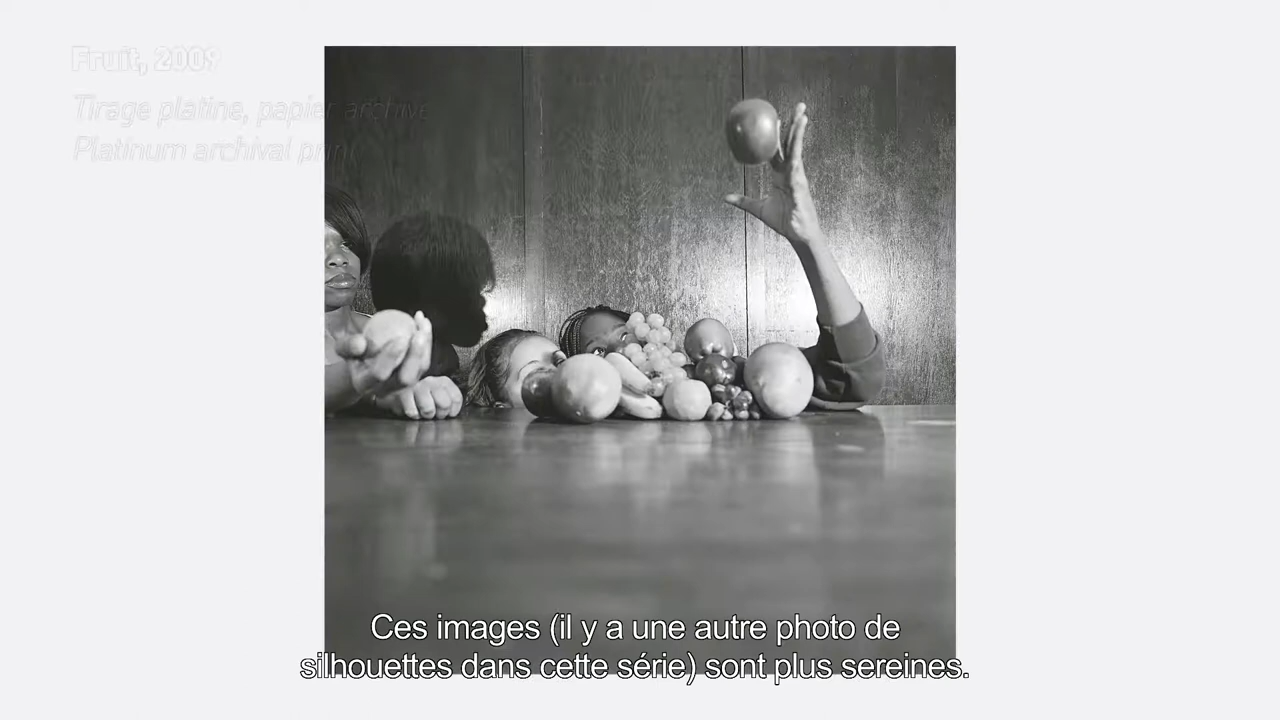 Fruit, 2009
Tirage platine, papier archive
Platinum archival print
Ces images (il y a une autre photo de
silhouettes dans cette série) sont plus sereines.